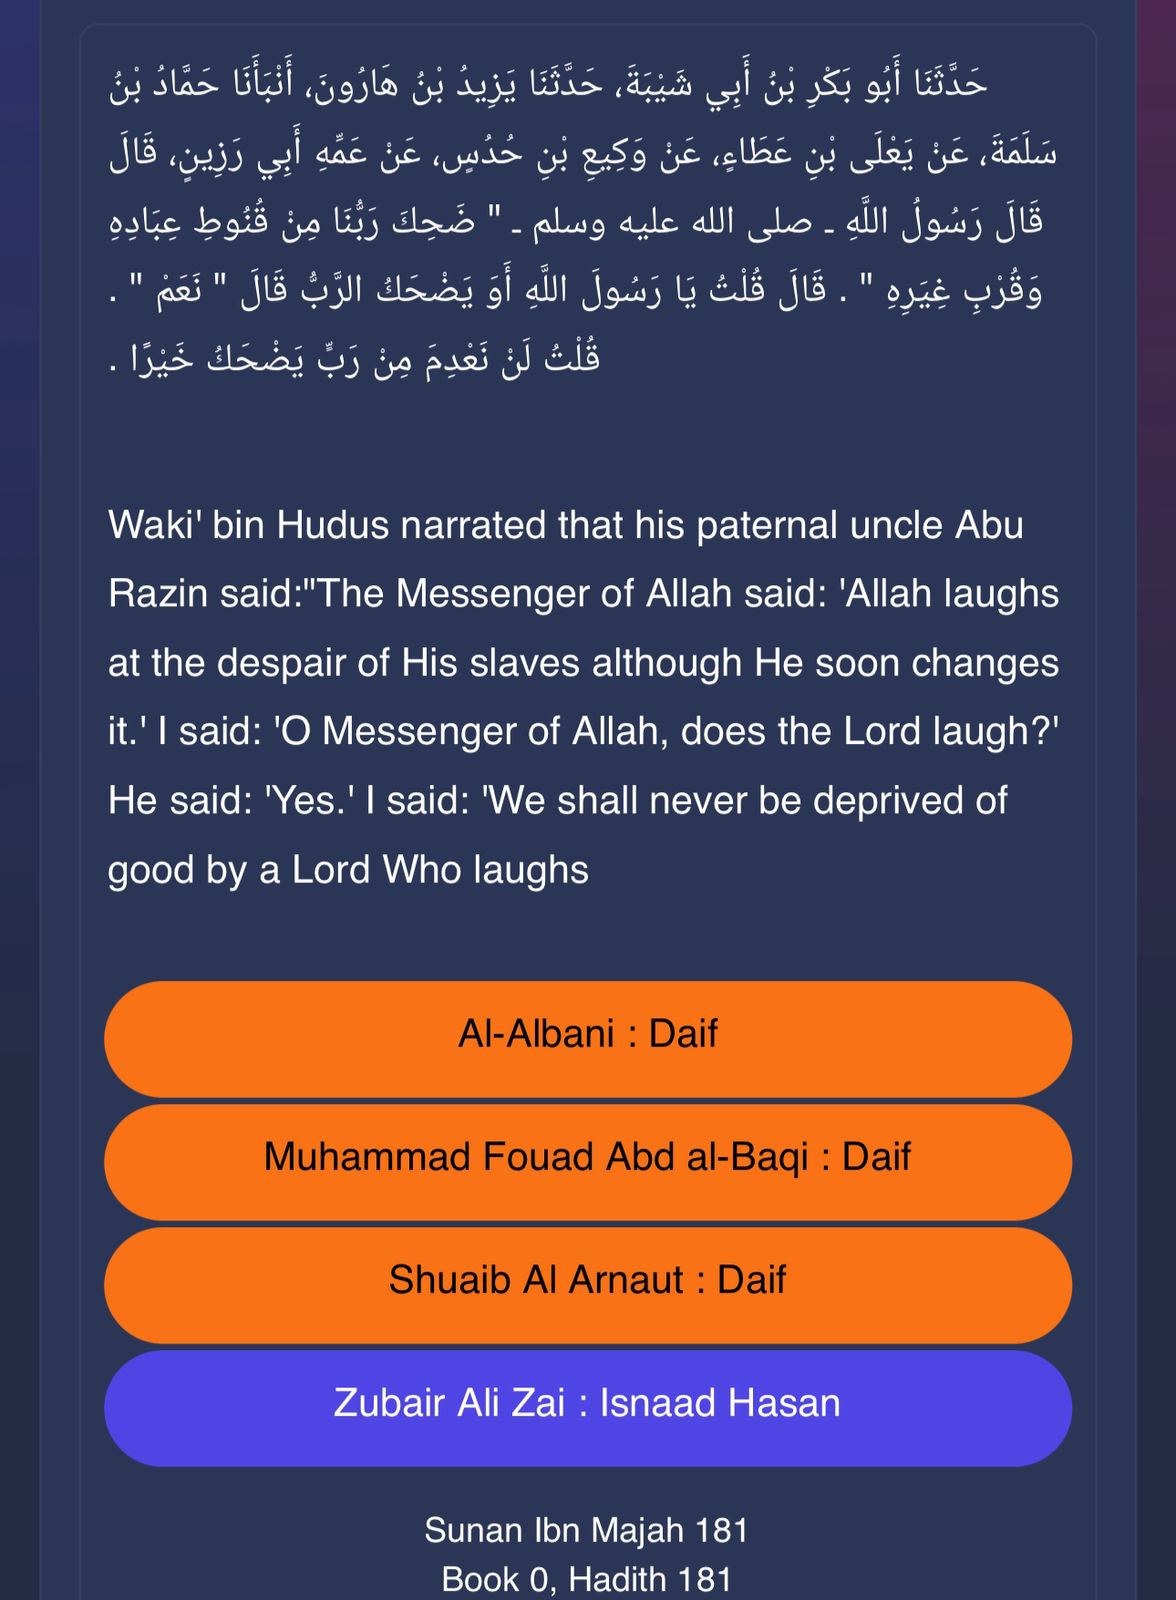 حَدَّثَنَا أَبُو بَكْرِ بْنُ أَبِي شَيْبَةَ، حَدَّثَنَا يَزِيدُ بْنُ هَارُونَ، أَنْبَأَنَا حَمَّادُ بْنُ
سَلَمَةَ، عَنْ يَعْلَى بْنِ عَطَاءٍ، عَنْ وَكِيعِ بْنِ حُدُسٍ، عَنْ عَمِّهِ أَبِي رَزِينٍ، قَالَ
قَالَ رَسُولُ اللَّهِ ـ صلى الله عليه وسلم ـ " ضَحِكَ رَبُّنَا مِنْ قُنُوطِ عِبَادِهِ
وَقُرْبِ غِيَرِهِ " . قَالَ قُلْتُ يَا رَسُولَ اللَّهِ أَوَ يَضْحَكُ الرَّبُّ قَالَ " نَعَمْ " .
قُلْتُ لَنْ نَعْدِمَ مِنْ رَبٍّ يَضْحَكُ خَيْرًا .
Waki' bin Hudus narrated that his paternal uncle Abu
Razin said:"The Messenger of Allah said: 'Allah laughs
at the despair of His slaves although He soon changes
it.' I said: 'O Messenger of Allah, does the Lord laugh?'
He said: 'Yes.' I said: 'We shall never be deprived of
good by a Lord Who laughs
Al-Albani : Daif
Muhammad Fouad Abd al-Baqi : Daif
Shuaib Al Arnaut : Daif
Zubair Ali Zai : Isnaad Hasan
Sunan Ibn Majah 181
Book 0, Hadith 181